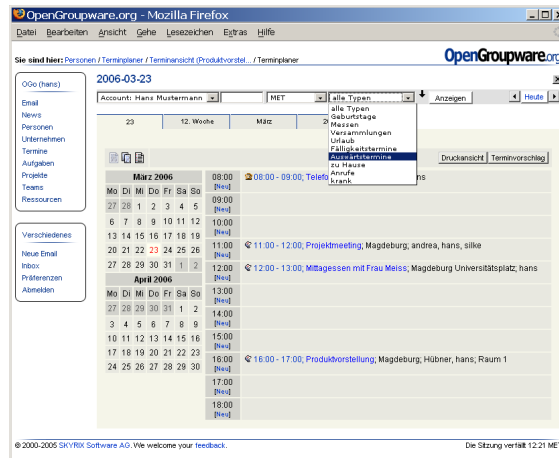 OpenGroupware.org - Mozilla Firefox
Datei Bearbeiten Ansicht Gehe Lesezeichen Extras Hilfe
Sie sind hier: Personen / Terminplaner / Terminansicht (Produktvorstel... / Terminplaner
OpenGroupware.org
2006-03-23
OGo (hans)
Email
News
Personen
Unternehmen
Termine
Aufgaben
Projekte
Teams
Ressourcen
Verschiedenes
Neue Email
Inbox
Präferenzen
Abmelden
Account: Hans Mustermann MET alle Typen Anzeigen Heute
alle Typen
Geburtstage
Messen
Versammlungen
Urlaub
Fälligkeitstermine
Auswärtstermine
zu Hause
Anrufe
krank
23 12. Woche März
Druckansicht Terminvorschlag
März 2006
Mo Di Mi Do Fr Sa So
27 28 1 2 3 4 5
6 7 8 9 10 11 12
13 14 15 16 17 18 19
20 21 22 23 24 25 26
27 28 29 30 31 1 2
April 2006
Mo Di Mi Do Fr Sa So
27 28 29 30 31 1 2
3 4 5 6 7 8 9
10 11 12 13 14 15 16
17 18 19 20 21 22 23
24 25 26 27 28 29 30
08:00 08:00 - 09:00; Telefo ns
[Neu]
09:00
[Neu]
10:00
[Neu]
11:00 11:00 - 12:00; Projektmeeting; Magdeburg; andrea, hans, silke
[Neu]
12:00 12:00 - 13:00; Mittagessen mit Frau Meiss; Magdeburg Universitätsplatz; hans
[Neu]
13:00
[Neu]
14:00
[Neu]
15:00
[Neu]
16:00 16:00 - 17:00; Produktvorstellung; Magdeburg; Hübner, hans; Raum 1
[Neu]
17:00
[Neu]
18:00
[Neu]
© 2000-2005 SKYRIX Software AG. We welcome your feedback.
Die Sitzung verfällt 12:21 ME